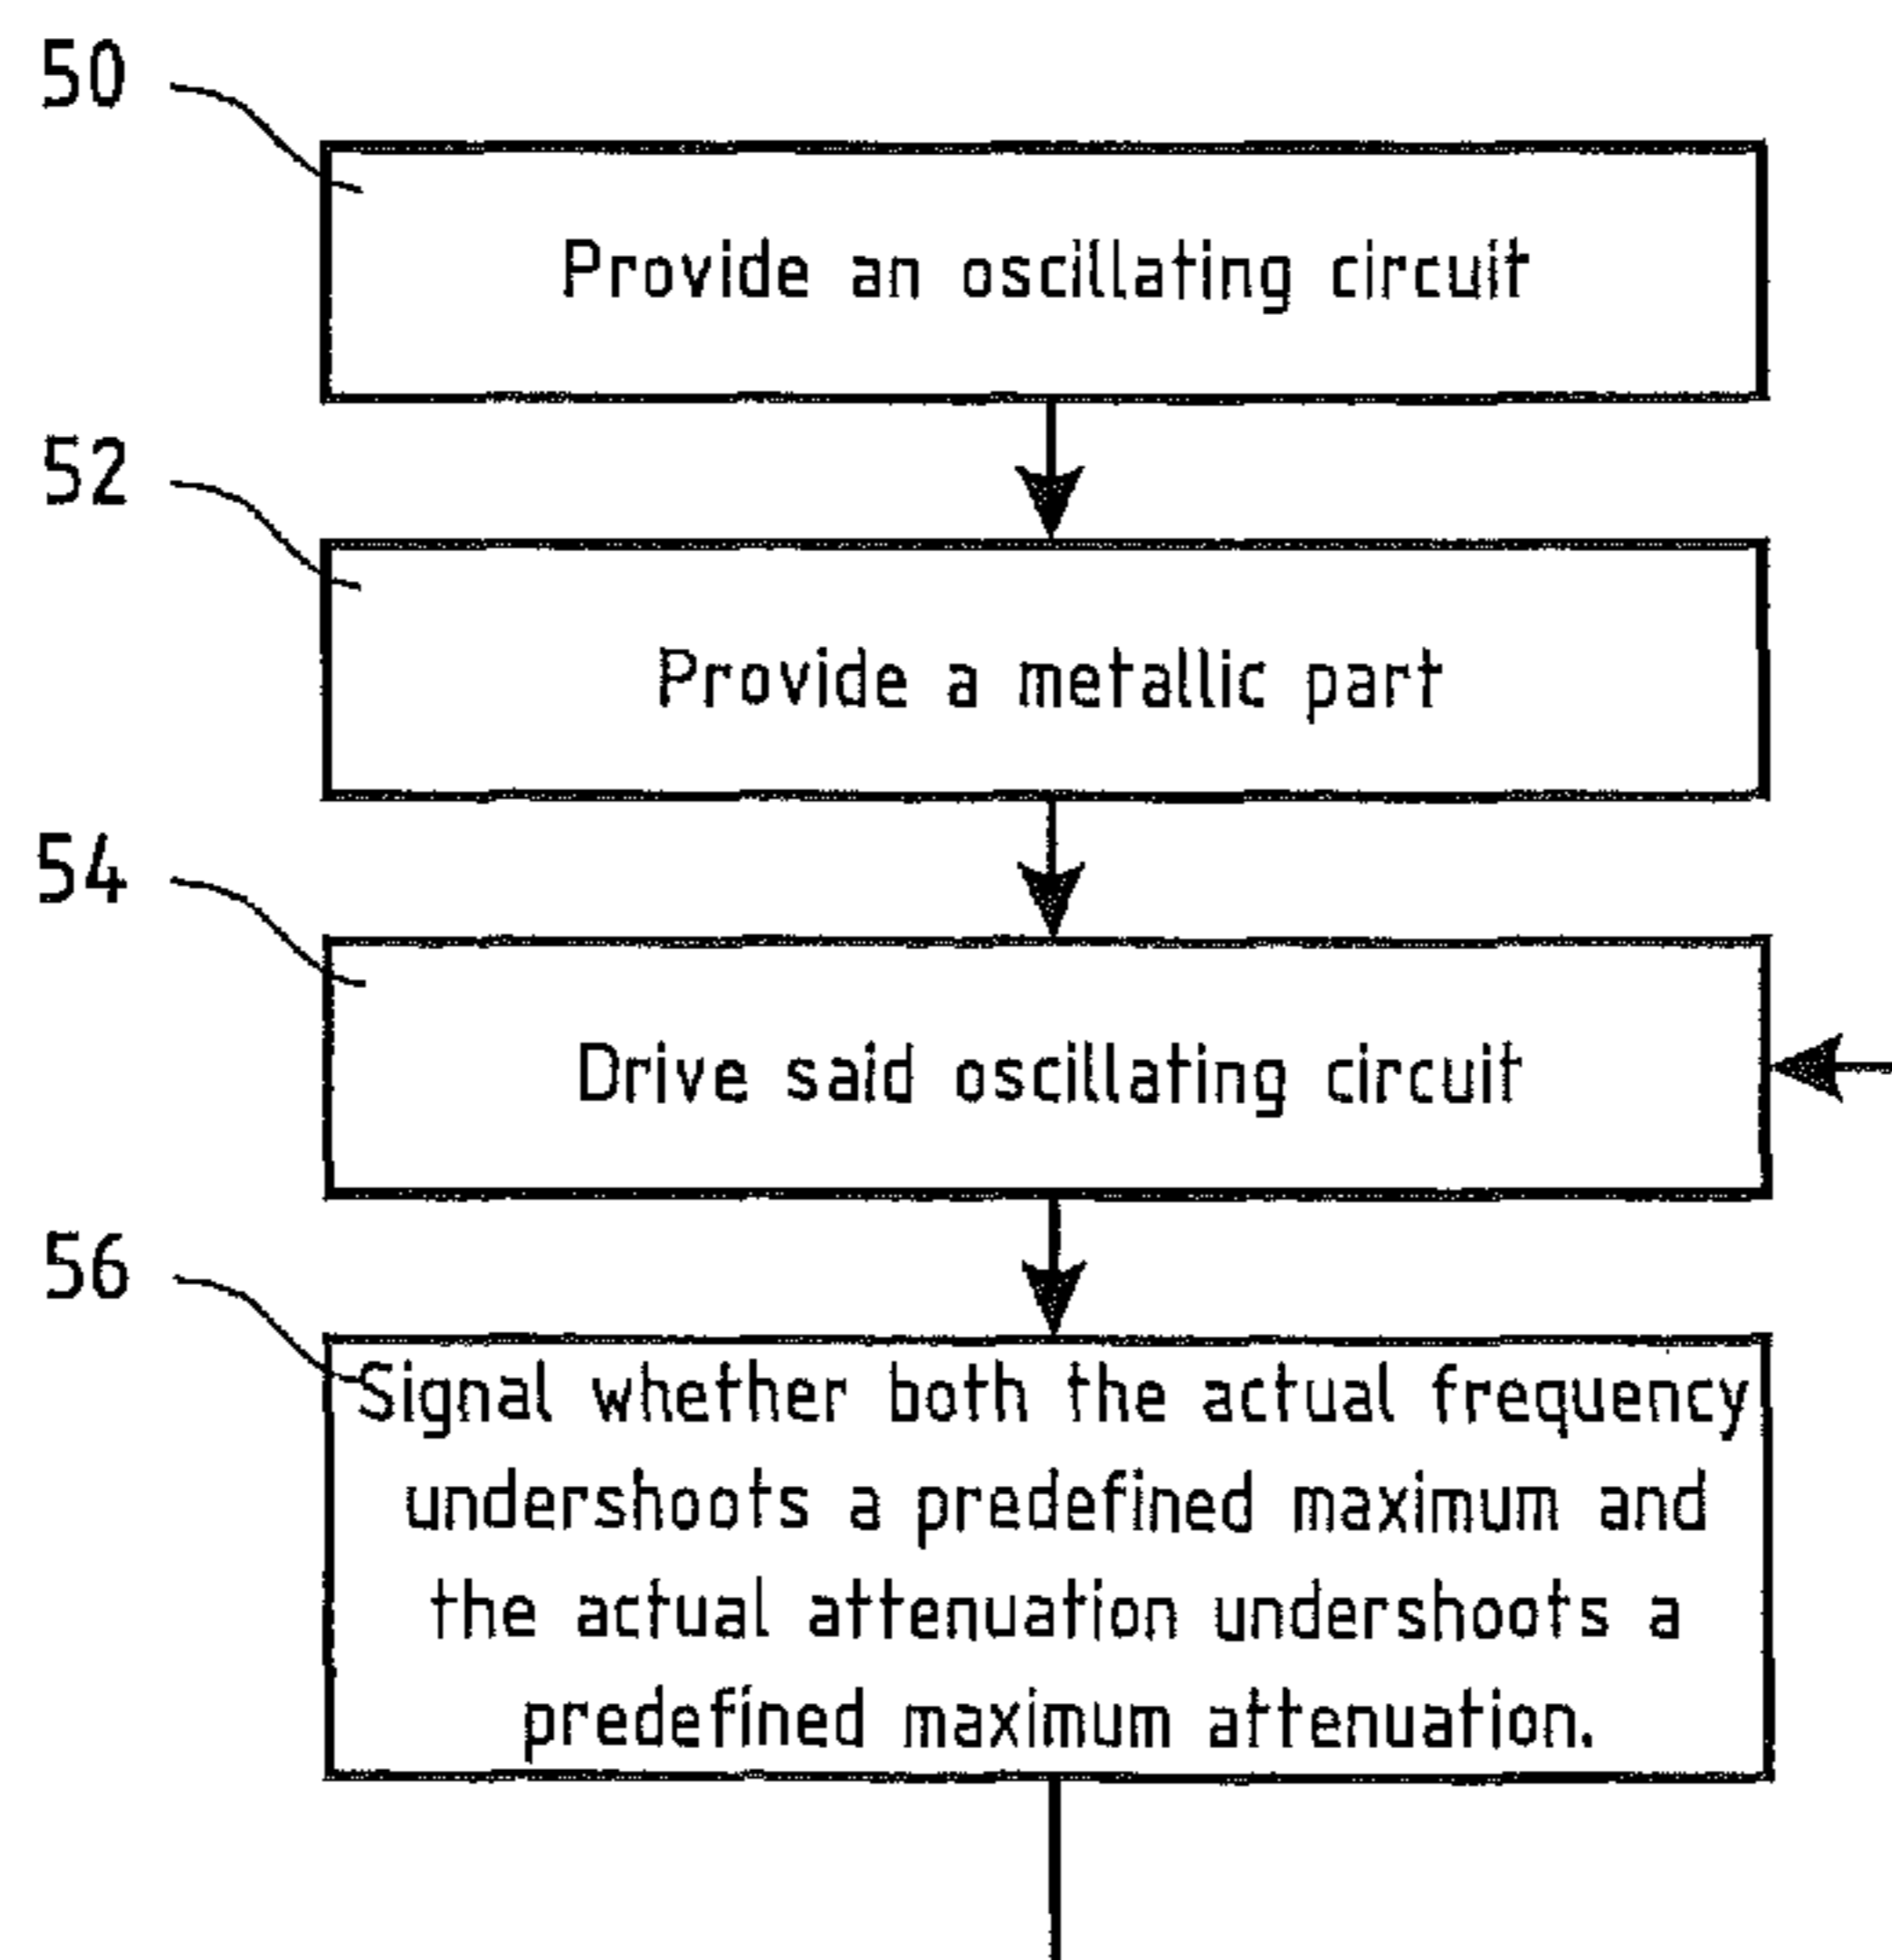 50
Provide an oscillating circuit
52
Provide a metallic part
54
Drive said oscillating circuit
56
Signal whether both the actual frequency
undershoots a predefined maximum and
the actual attenuation undershoots a
predefined maximum attenuation.